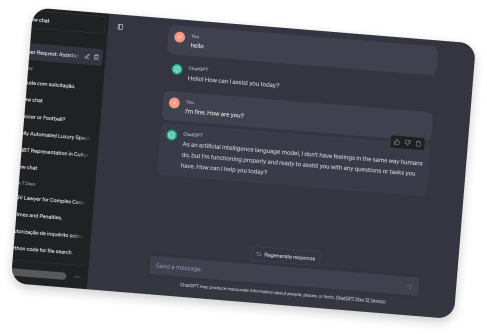 ew chat
er Request: Assistan
uda com solicitação.
ew chat
occer or Football?
lly Automated Luxury Space
BT Representation in Cultu
ew chat
7 Days
SV Lawyer for Complex Case
imes and Penalties.
utorização de inquérito sobre
thon code for file search
...
You
hello
ChatGPT
Hello! How can I assist you today?
You
I'm fine. How are you?
ChatGPT
As an artificial intelligence language model, I don't have feelings in the same way humans
do, but I'm functioning properly and ready to assist you with any questions or tasks you
have. How can I help you today?
Regenerate response
Send a message.
ChatGPT may produce inaccurate information about people, places, or facts. ChatGPT May 12 Version